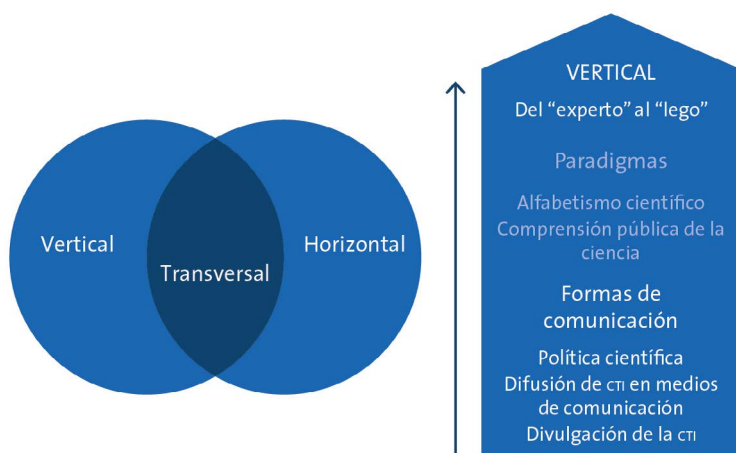 Vertical
Transversal
Horizontal
VERTICAL
Del “experto” al “lego”
Paradigmas
Alfabetismo científico
Comprensión pública de la
ciencia
Formas de
comunicación
Política científica
Difusión de CTI en medios
de comunicación
Divulgación de la CTI